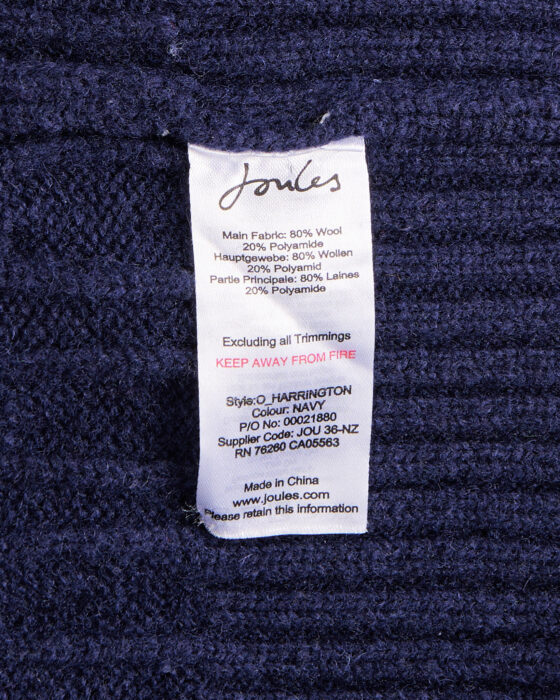 Joules
Main Fabric: 80% Wool
20% Polyamide
Hauptgewebe: 80% Wollen
20% Polyamid
Partie Principale: 80% Laines
20% Polyamide
Excluding all Trimmings
KEEP AWAY FROM FIRE
Style:O_HARRINGTON
Colour: NAVY
P/O No: 00021880
Supplier Code: JOU 36-NZ
RN 76260 CA05563
Made in China
www.joules.com
Please retain this information